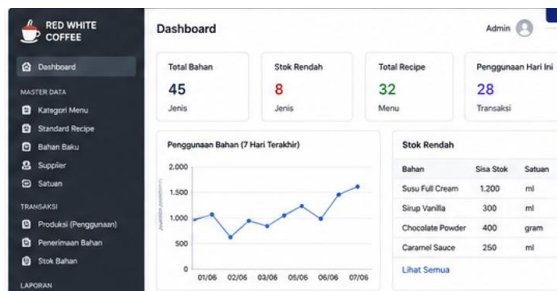 RED WHITE
COFFEE
Dashboard
MASTER DATA
Kategori Menu
Standard Recipe
Bahan Baku
Supplier
Satuan
TRANSAKSI
Produksi (Penggunaan)
Penerimaan Bahan
Stok Bahan
LAPORAN
Dashboard
Admin
Total Bahan
45
Jenis
Stok Rendah
8
Jenis
Total Recipe
32
Menu
Penggunaan Hari Ini
28
Transaksi
Penggunaan Bahan (7 Hari Terakhir)
2.000
1.500
1.000
500
0
01/06 02/06 03/06 05/06 06/06 07/06
Stok Rendah
Bahan Sisa Stok Satuan
Susu Full Cream 1.200 ml
Sirup Vanilla 300 ml
Chocolate Powder 400 gram
Caramel Sauce 250 ml
Lihat Semua